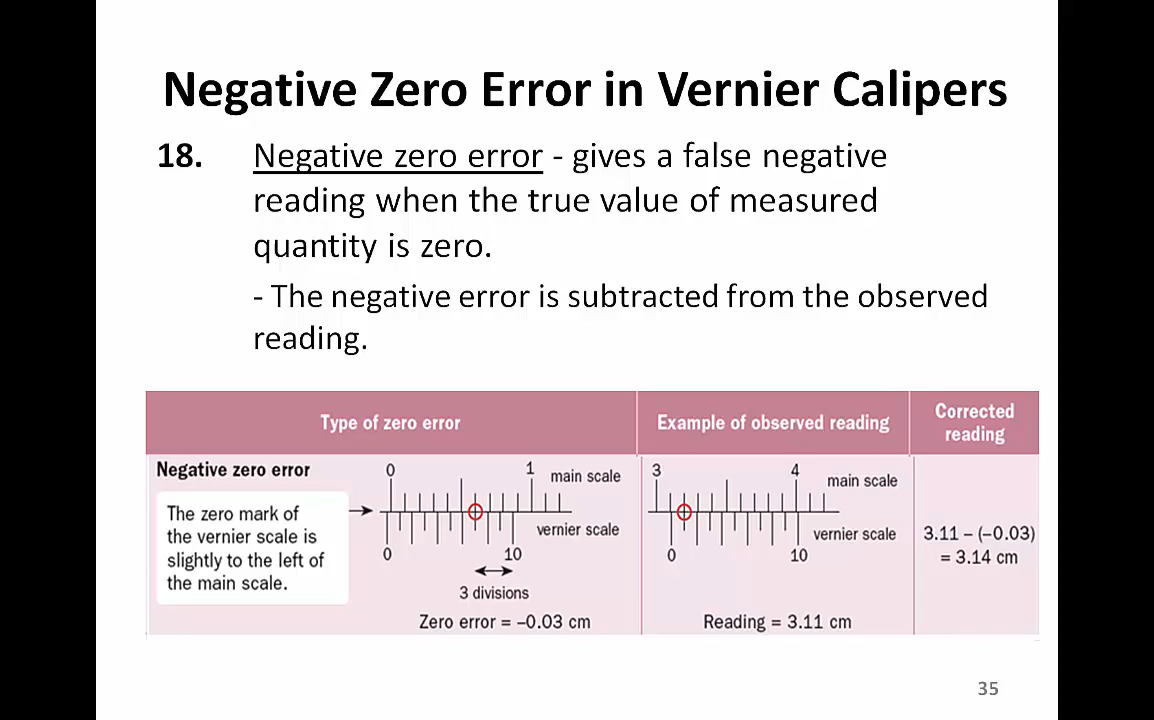 Negative Zero Error in Vernier Calipers
18. Negative zero error - gives a false negative
reading when the true value of measured
quantity is zero.
- The negative error is subtracted from the observed
reading.
Type of zero error
Example of observed reading
Corrected
reading
Negative zero error
The zero mark of
the vernier scale is
slightly to the left of
the main scale.
0 1 main scale
vernier scale
0 10
3 divisions
Zero error = –0.03 cm
3 4
main scale
vernier scale
0 10
Reading = 3.11 cm
3.11 – (–0.03)
= 3.14 cm
35